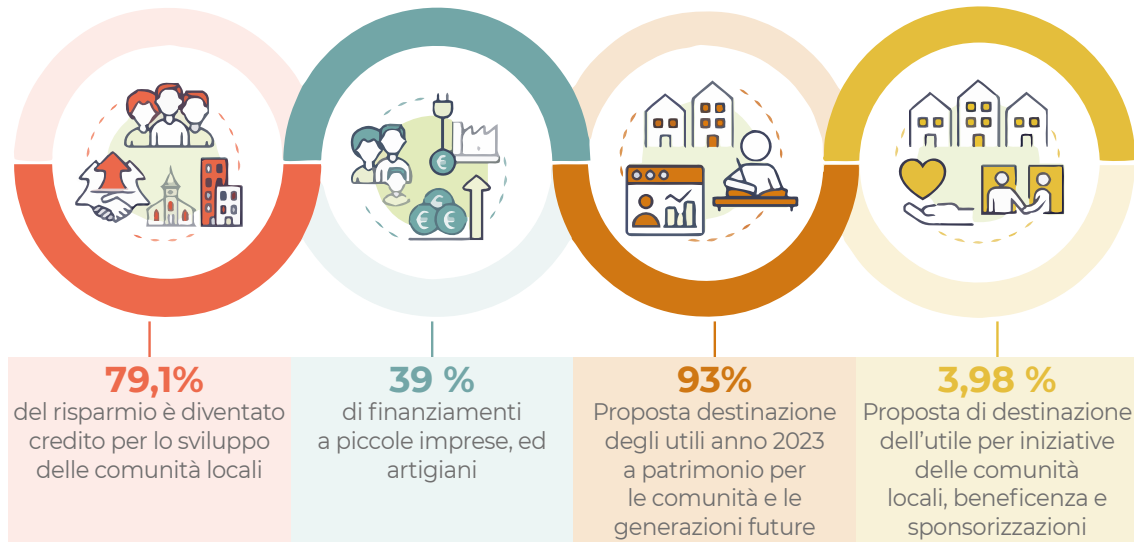 79,1%
del risparmio è diventato
credito per lo sviluppo
delle comunità locali
39 %
di finanziamenti
a piccole imprese, ed
artigiani
93%
Proposta destinazione
degli utili anno 2023
a patrimonio per
le comunità e le
generazioni future
3,98 %
Proposta di destinazione
dell'utile per iniziative
delle comunità
locali, beneficenza e
sponsorizzazioni